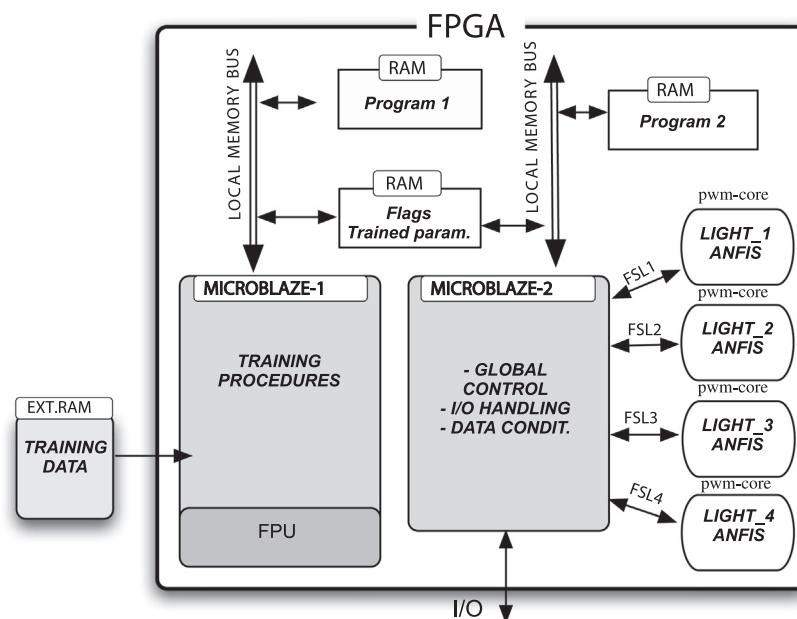 FPGA
LOCAL MEMORY BUS
RAM
Program 1
LOCAL MEMORY BUS
RAM
Program 2
RAM
Flags
Trained param.
pwm-core
LIGHT_1
ANFIS
FSL1
MICROBLAZE-1
TRAINING
PROCEDURES
FPU
MICROBLAZE-2
- GLOBAL
CONTROL
- I/O HANDLING
- DATA CONDIT.
pwm-core
FSL2
LIGHT_2
ANFIS
pwm-core
FSL3
LIGHT_3
ANFIS
pwm-core
FSL4
LIGHT_4
ANFIS
EXT.RAM
TRAINING
DATA
I/O